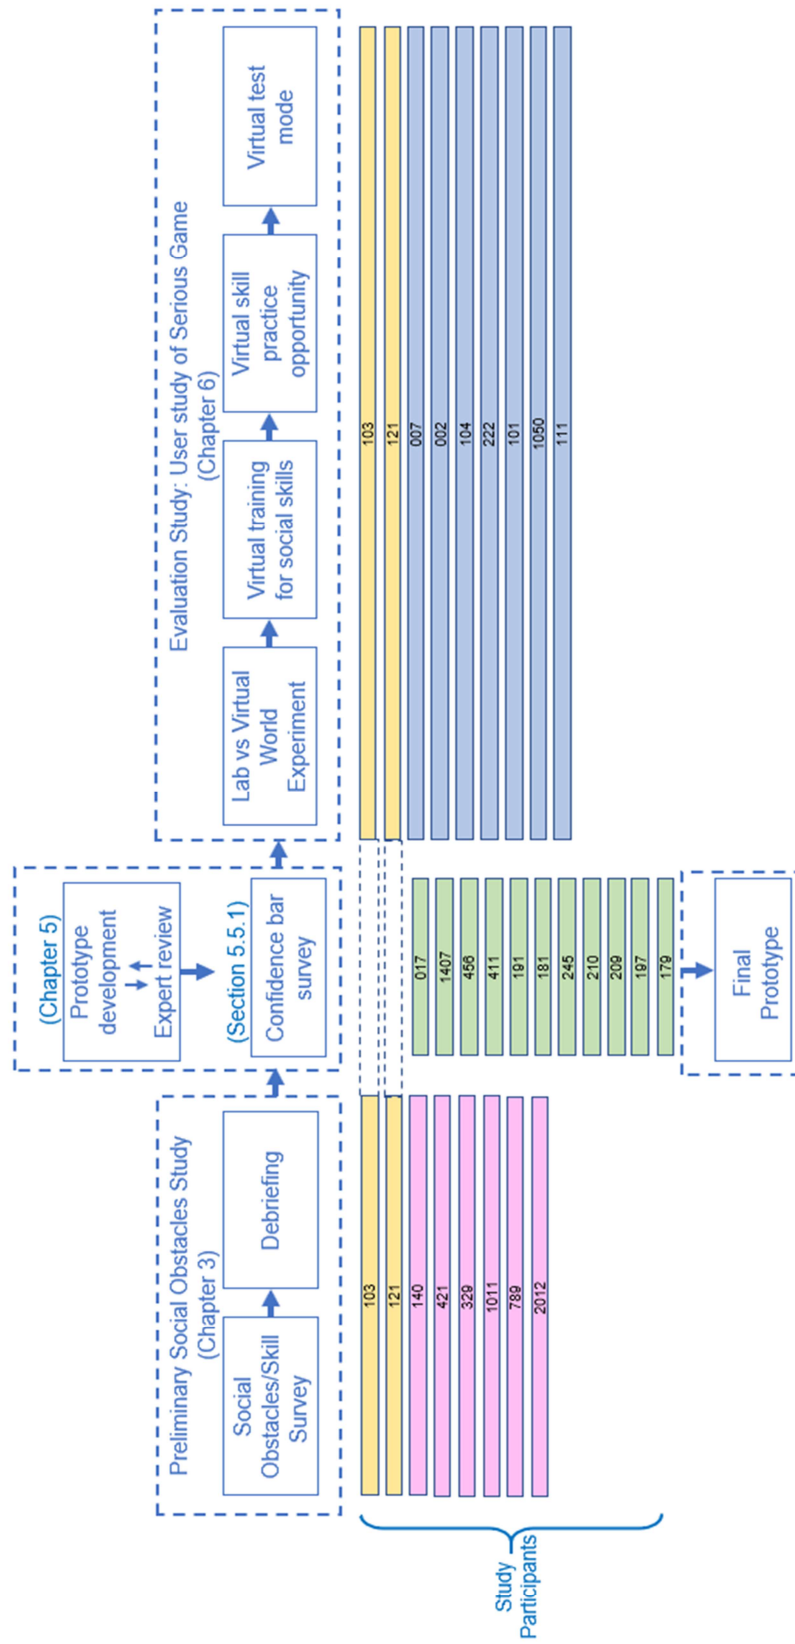 Preliminary Social Obstacles Study
(Chapter 3)
Social
Obstacles/Skill
Survey
Debriefing
(Chapter 5)
Prototype
development
Expert review
(Section 5.5.1)
Confidence bar
survey
Evaluation Study: User study of Serious Game
(Chapter 6)
Lab vs Virtual
World
Experiment
Virtual training
for social skills
Virtual skill
practice
opportunity
Virtual test
mode
Study
Participants
103
121
140
421
329
1011
789
2012
017
1407
456
411
191
181
245
210
209
197
179
Final
Prototype
103
121
007
002
104
222
101
1050
111